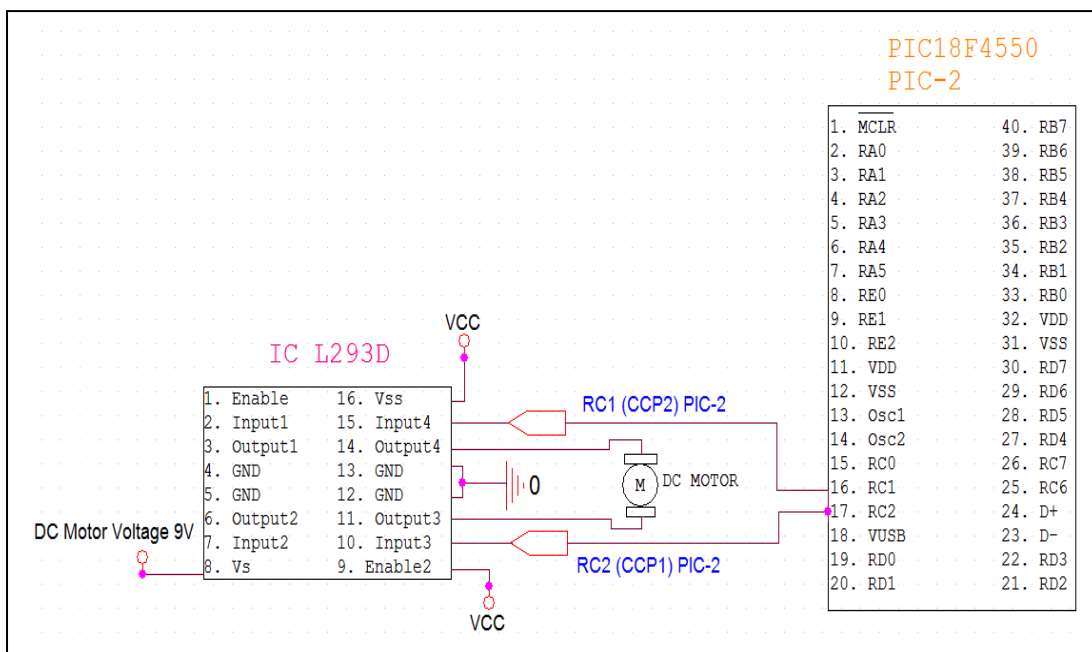 PIC18F4550
PIC-2
1. MCLR 40. RB7
2. RA0 39. RB6
3. RA1 38. RB5
4. RA2 37. RB4
5. RA3 36. RB3
6. RA4 35. RB2
7. RA5 34. RB1
8. RE0 33. RB0
9. RE1 32. VDD
10. RE2 31. VSS
11. VDD 30. RD7
12. VSS 29. RD6
13. Osc1 28. RD5
14. Osc2 27. RD4
15. RC0 26. RC7
16. RC1 25. RC6
17. RC2 24. D+
18. VUSB 23. D-
19. RD0 22. RD3
20. RD1 21. RD2
VCC
IC L293D
1. Enable 16. Vss
2. Input1 15. Input4
3. Output1 14. Output4
4. GND 13. GND
5. GND 12. GND
6. Output2 11. Output3
7. Input2 10. Input3
8. Vs 9. Enable2
RC1 (CCP2) PIC-2
0
M DC MOTOR
DC Motor Voltage 9V
RC2 (CCP1) PIC-2
VCC